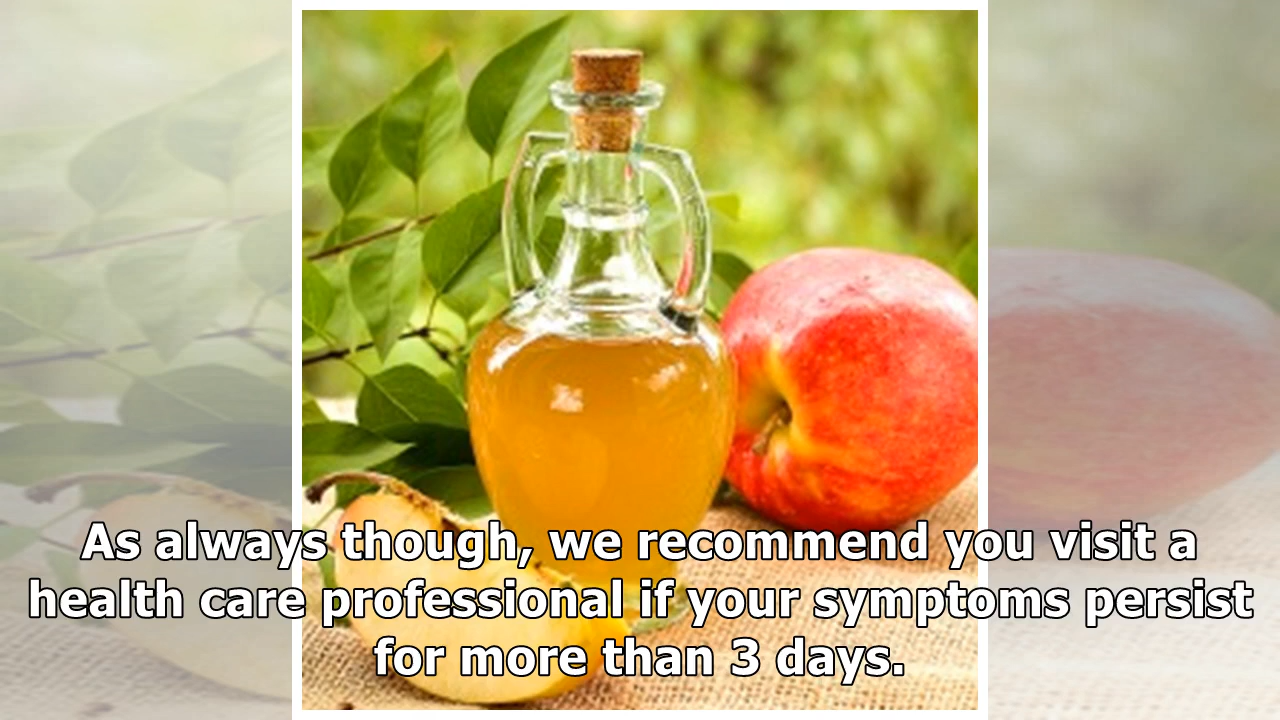 As always though, we recommend you visit a
health care professional if your symptoms persist
for more than 3 days.